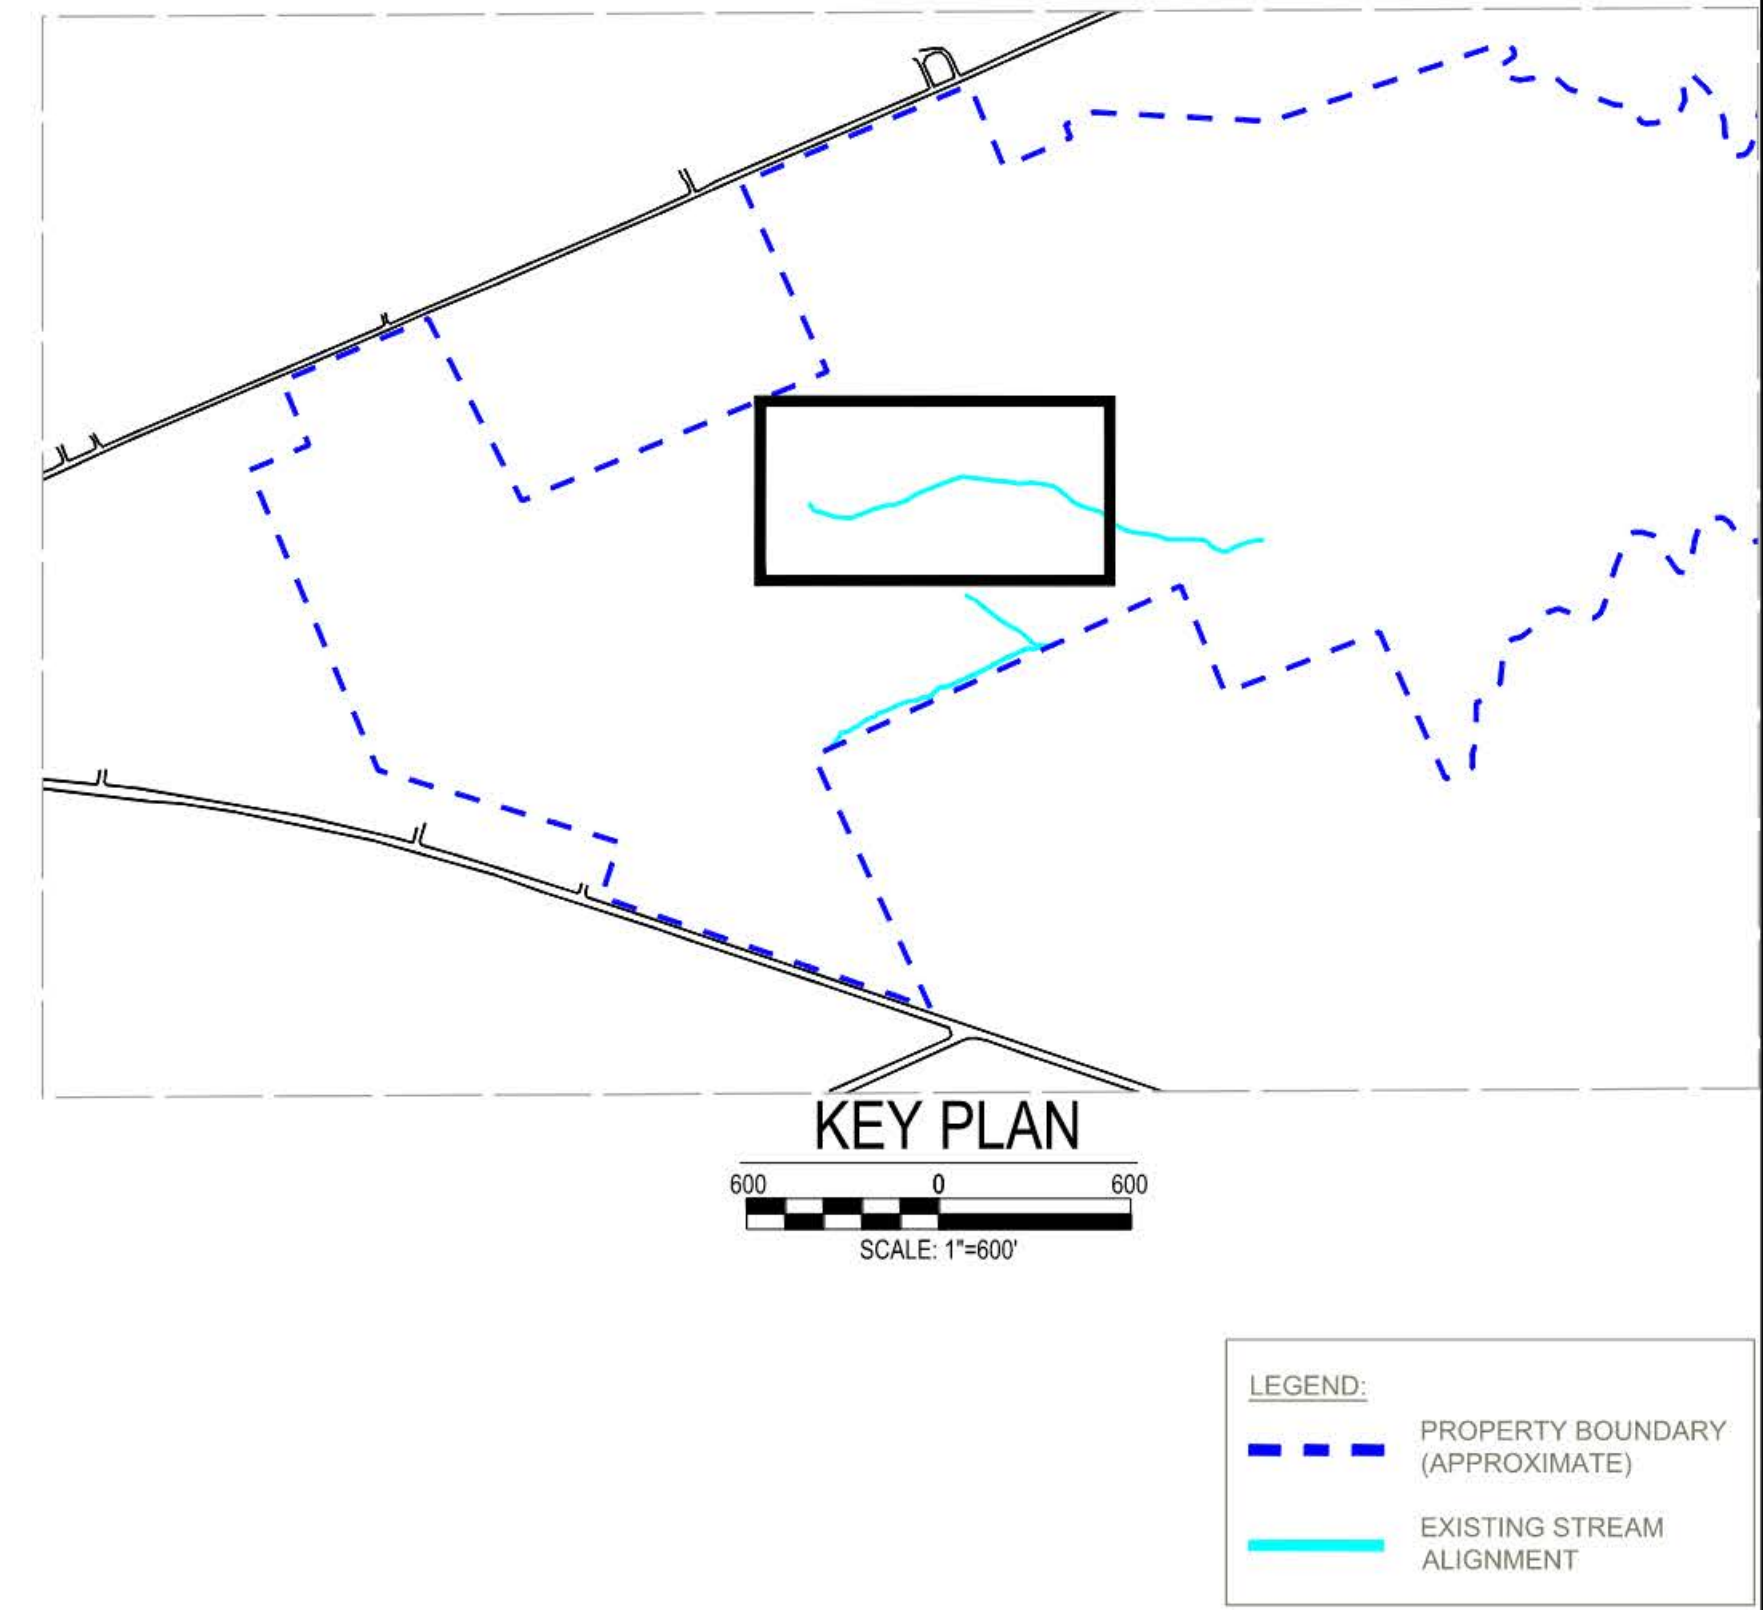 KEY PLAN
600 0 600
SCALE: 1"=600'
LEGEND:
PROPERTY BOUNDARY
(APPROXIMATE)
EXISTING STREAM
ALIGNMENT